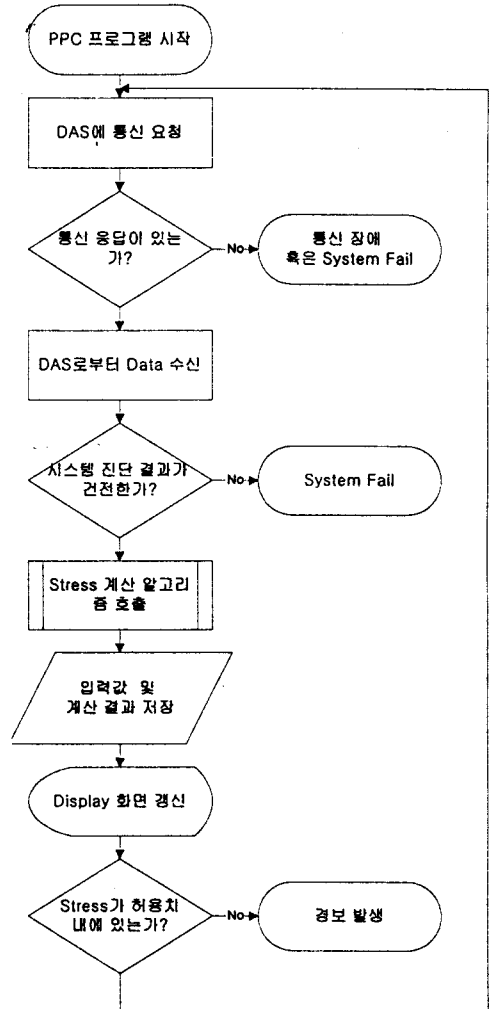 PPC 프로그램 시작
DAS에 통신 요청
통신 응답이 있는
가?
No
통신 장애
혹은 System Fail
DAS로부터 Data 수신
시스템 진단 결과가
건전한가?
No
System Fail
Stress 계산 알고리
즘 호출
입력값 및
계산 결과 저장
Display 화면 갱신
Stress가 허용치
내에 있는가?
No
경보 발생